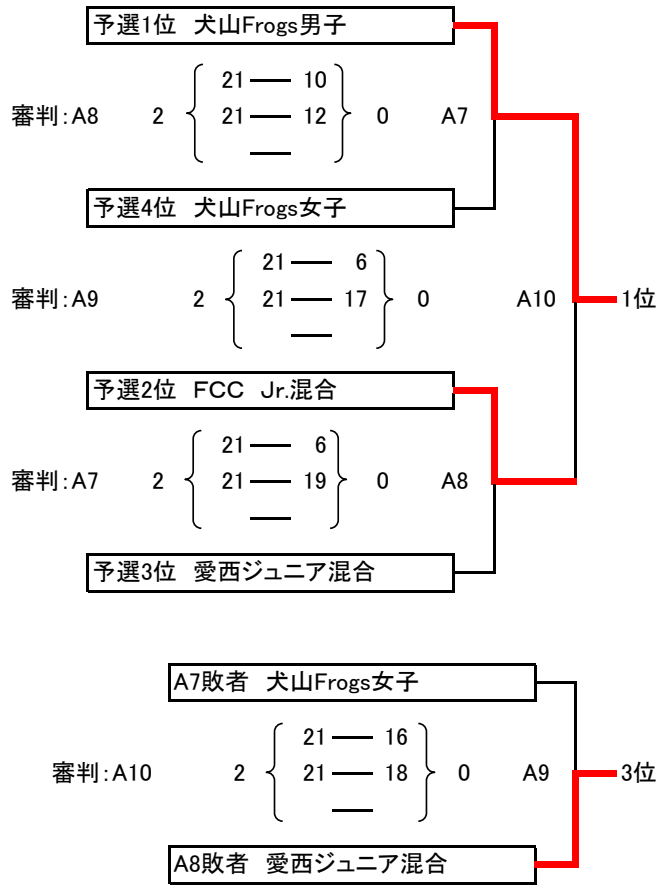 予選1位 犬山Frogs男子
21 ― 10
審判:A8 2 21 ― 12 0 A7
―
予選4位 犬山Frogs女子
21 ― 6
審判:A9 2 21 ― 17 0 A10 1位
―
予選2位 FCC Jr.混合
21 ― 6
審判:A7 2 21 ― 19 0 A8
―
予選3位 愛西ジュニア混合
A7敗者 犬山Frogs女子
21 ― 16
審判:A10 2 21 ― 18 0 A9 3位
―
A8敗者 愛西ジュニア混合